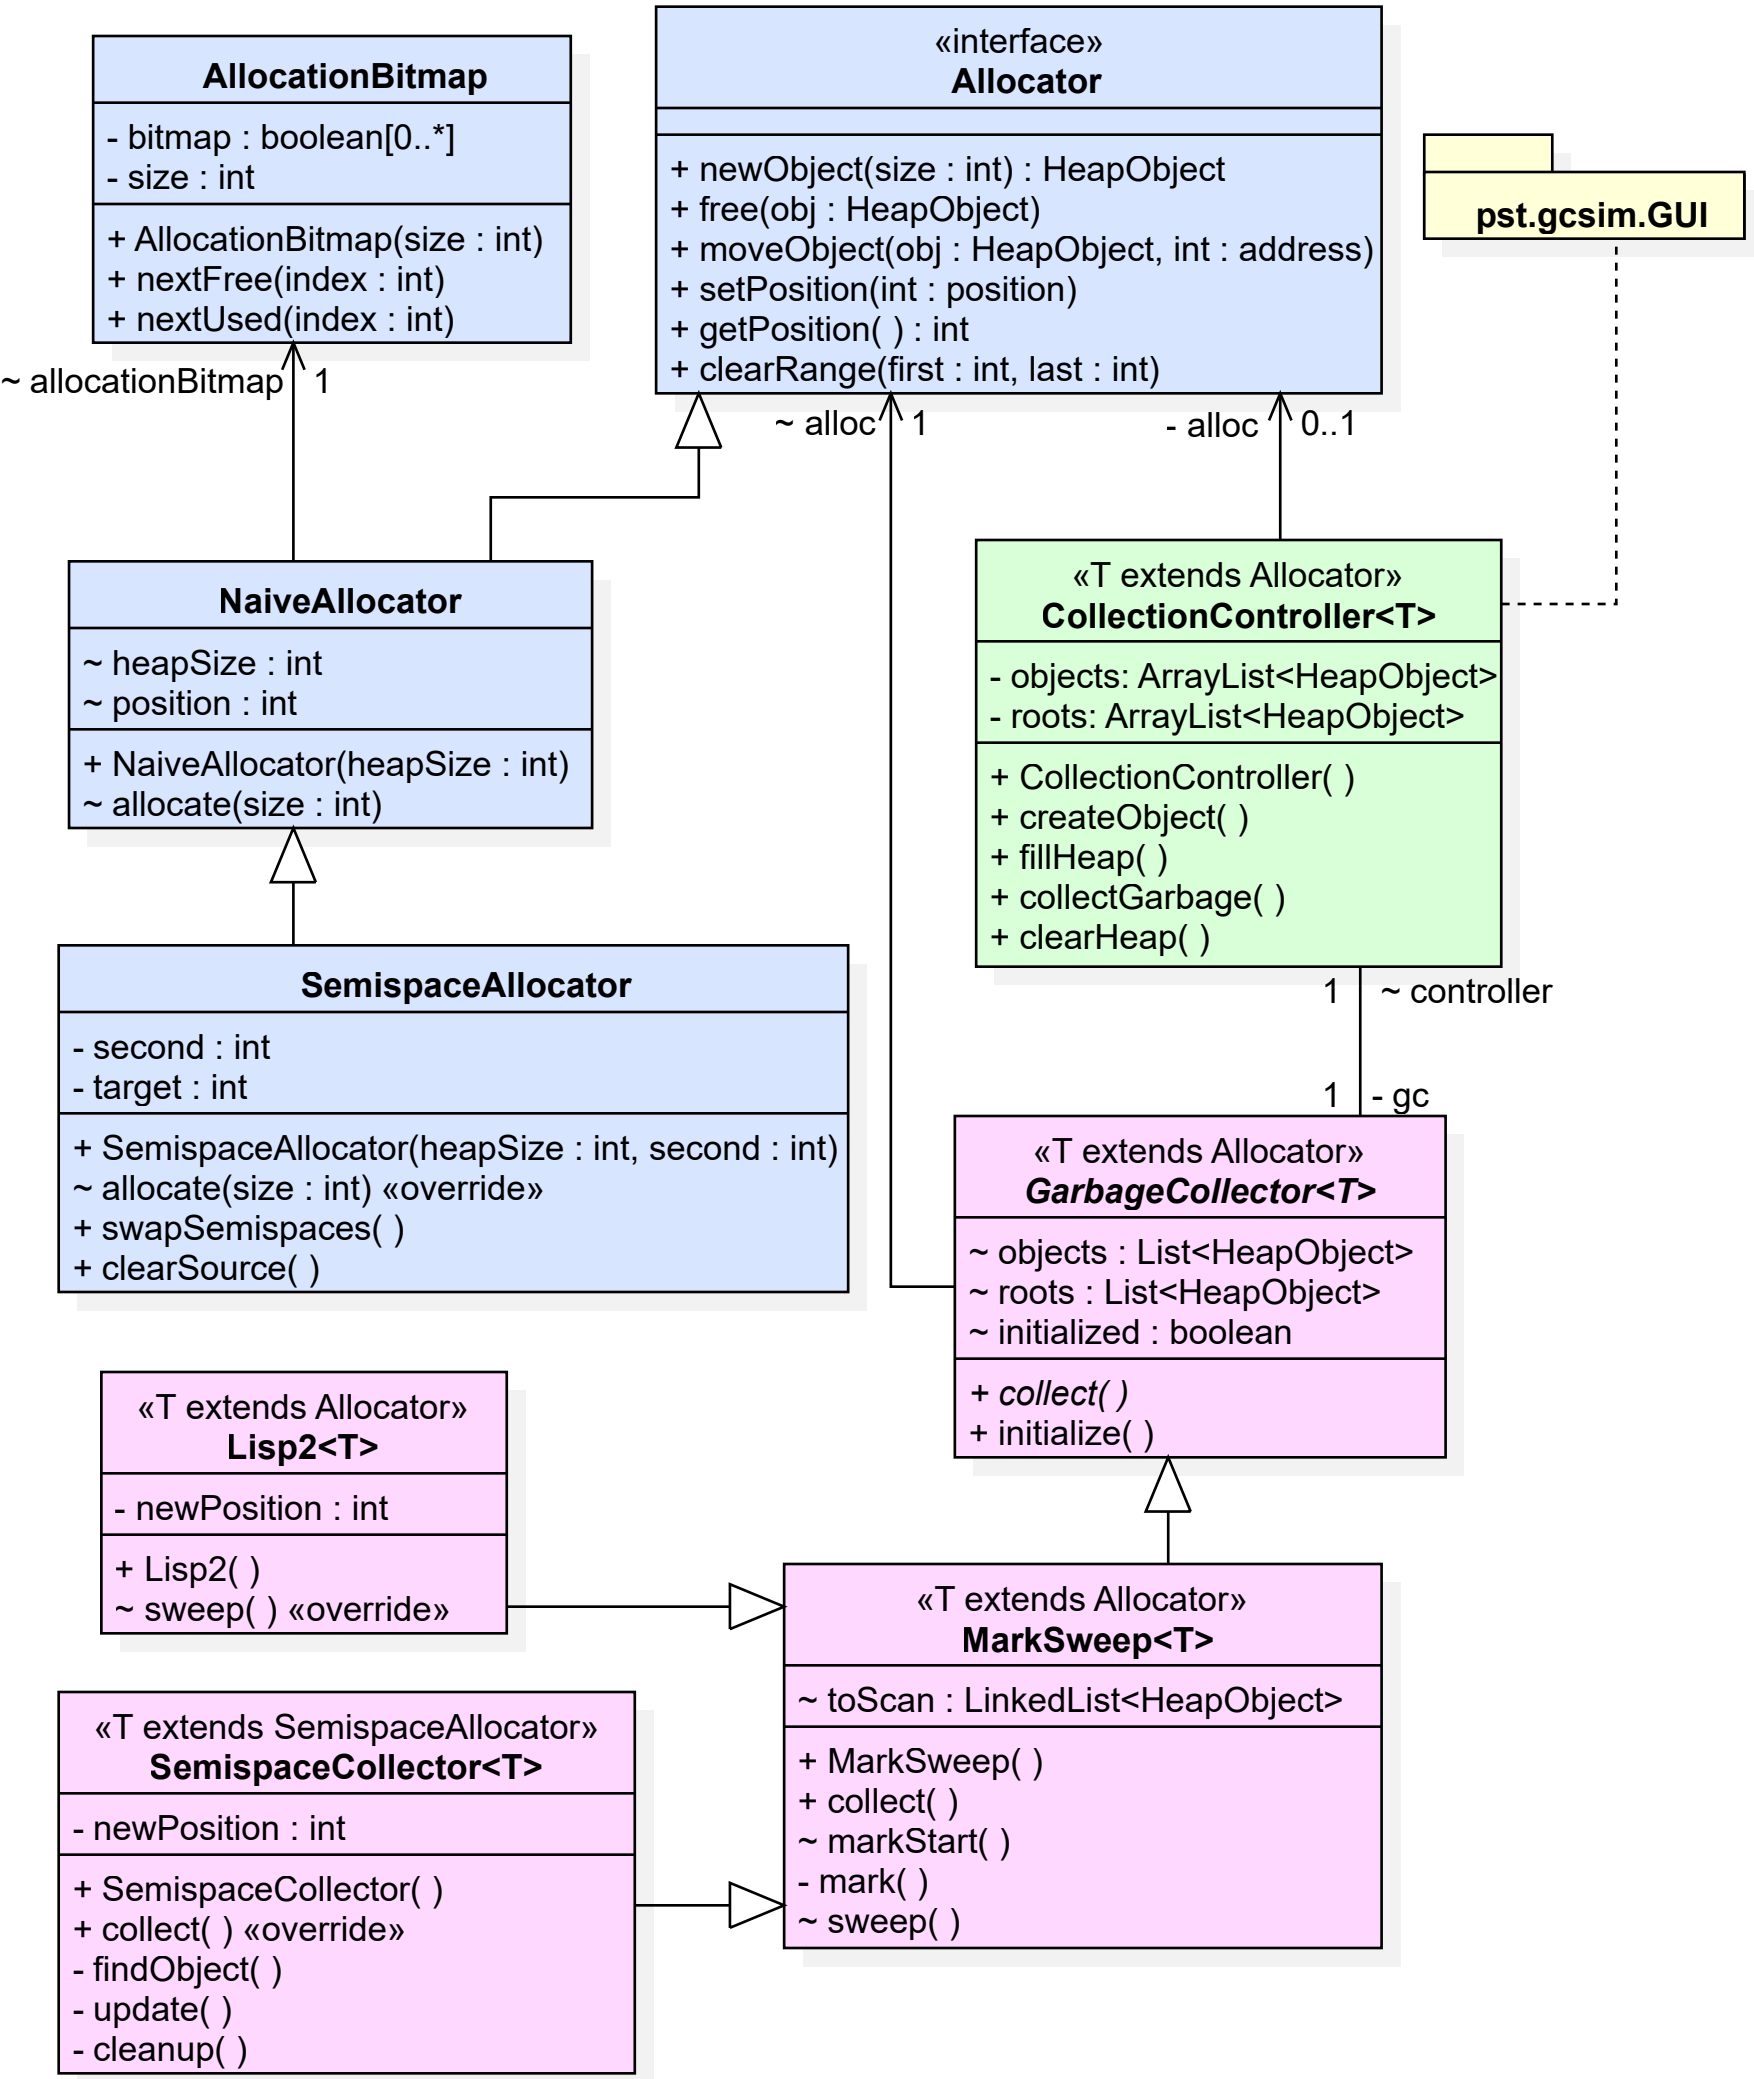 AllocationBitmap
- bitmap : boolean[0..*]
- size : int
+ AllocationBitmap(size : int)
+ nextFree(index : int)
+ nextUsed(index : int)
«interface»
Allocator
+ newObject(size : int) : HeapObject
+ free(obj : HeapObject)
+ moveObject(obj : HeapObject, int : address)
+ setPosition(int : position)
+ getPosition( ) : int
+ clearRange(first : int, last : int)
pst.gcsim.GUI
~ allocationBitmap
1
~ alloc
1
- alloc
0..1
NaiveAllocator
~ heapSize : int
~ position : int
+ NaiveAllocator(heapSize : int)
~ allocate(size : int)
«T extends Allocator»
CollectionController<T>
- objects: ArrayList<HeapObject>
- roots: ArrayList<HeapObject>
+ CollectionController( )
+ createObject( )
+ fillHeap( )
+ collectGarbage( )
+ clearHeap( )
1
~ controller
SemispaceAllocator
- second : int
- target : int
+ SemispaceAllocator(heapSize : int, second : int)
~ allocate(size : int) «override»
+ swapSemispaces( )
+ clearSource( )
1
- gc
«T extends Allocator»
GarbageCollector<T>
~ objects : List<HeapObject>
~ roots : List<HeapObject>
~ initialized : boolean
+ collect( )
+ initialize( )
«T extends Allocator»
Lisp2<T>
- newPosition : int
+ Lisp2( )
~ sweep( ) «override»
«T extends Allocator»
MarkSweep<T>
~ toScan : LinkedList<HeapObject>
+ MarkSweep( )
+ collect( )
~ markStart( )
- mark( )
~ sweep( )
«T extends SemispaceAllocator»
SemispaceCollector<T>
- newPosition : int
+ SemispaceCollector( )
+ collect( ) «override»
- findObject( )
- update( )
- cleanup( )